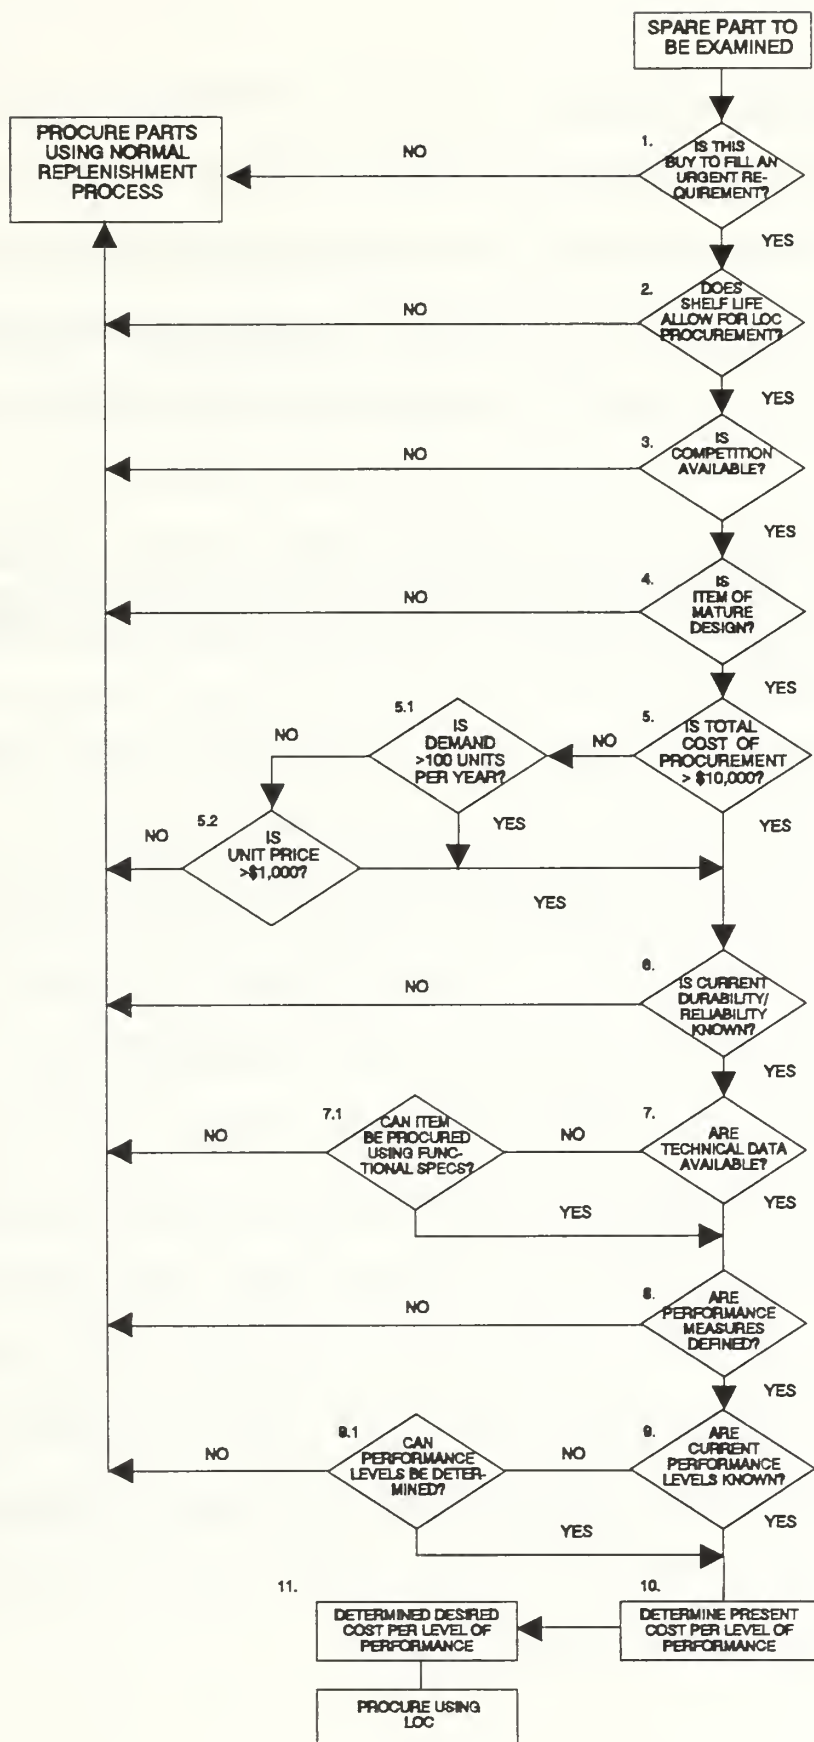 SPARE PART TO
BE EXAMINED
PROCURE PARTS
USING NORMAL
REPLENISHMENT
PROCESS
NO
1.
IS THIS
BUY TO FILL AN
URGENT RE-
QUIREMENT?
YES
2.
DOES
SHELF LIFE
ALLOW FOR LOC
PROCUREMENT?
NO
YES
3.
IS
COMPETITION
AVAILABLE?
NO
YES
4.
IS
ITEM OF
MATURE
DESIGN?
NO
YES
5.
IS TOTAL
COST OF
PROCUREMENT
> $10,000?
NO
YES
5.1
IS
DEMAND
>100 UNITS
PER YEAR?
NO
YES
5.2
IS
UNIT PRICE
>$1,000?
NO
YES
6.
IS CURRENT
DURABILITY/
RELIABILITY
KNOWN?
NO
YES
7.
ARE
TECHNICAL DATA
AVAILABLE?
NO
YES
7.1
CAN ITEM
BE PROCURED
USING FUNC-
TIONAL SPECS?
NO
YES
8.
ARE
PERFORMANCE
MEASURES
DEFINED?
NO
YES
9.
ARE
CURRENT
PERFORMANCE
LEVELS KNOWN?
NO
YES
9.1
CAN
PERFORMANCE
LEVELS BE DETER-
MINED?
NO
YES
10.
DETERMINE PRESENT
COST PER LEVEL OF
PERFORMANCE
11.
DETERMINED DESIRED
COST PER LEVEL OF
PERFORMANCE
PROCURE USING
LOC